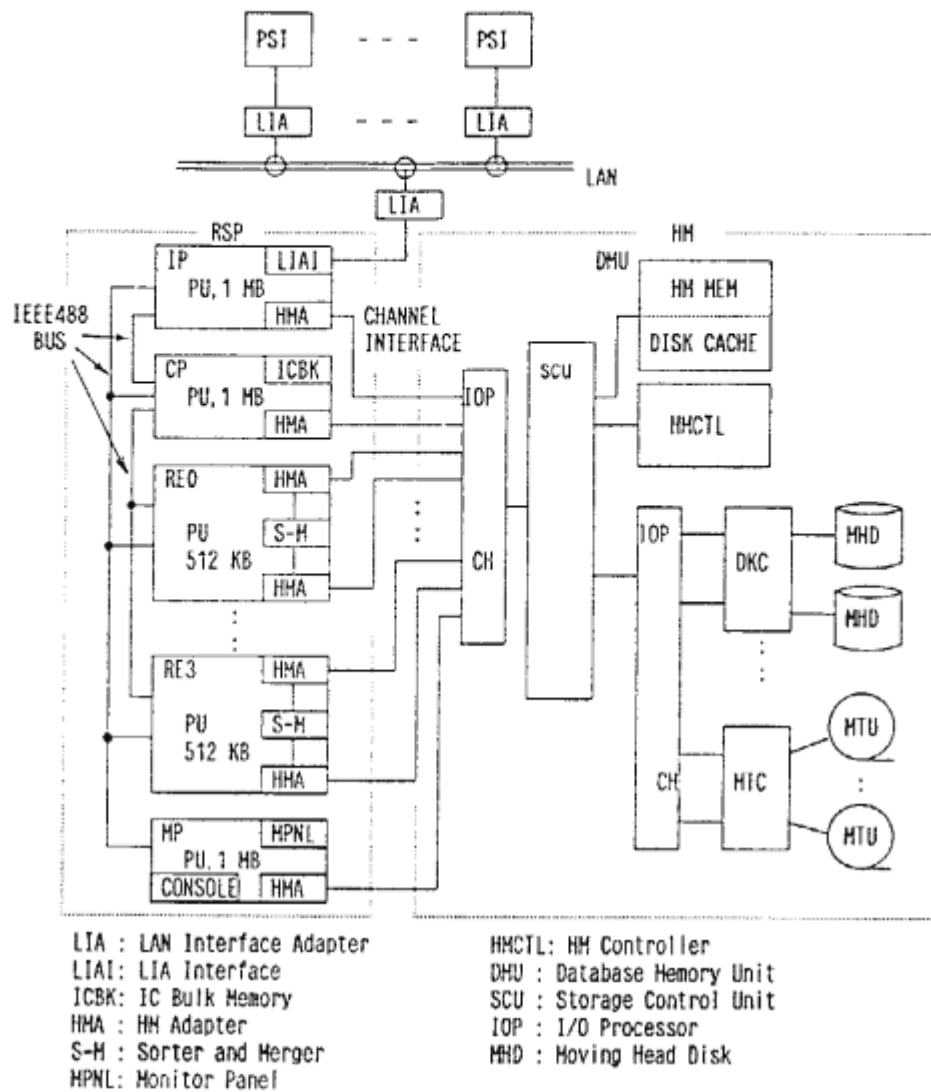 PSI
PSI
LIA
LIA
LAN
LIA
RSP
HM
IP
LIAI
PU, 1 MB
HMA
IEEE488
BUS
CHANNEL
INTERFACE
DMU
HM MEM
DISK CACHE
CP
ICBK
PU, 1 MB
HMA
IOP
CH
SCU
HMCTL
RE0
HMA
PU
512 KB
S-M
HMA
IOP
CH
DKC
MHD
MHD
RE3
HMA
PU
512 KB
S-M
HMA
MTC
MTU
MTU
MP
MPNL
PU, 1 MB
CONSOLE
HMA
LIA : LAN Interface Adapter
LIAI: LIA Interface
ICBK: IC Bulk Memory
HMA : HM Adapter
S-M : Sorter and Merger
MPNL: Monitor Panel
HMCTL: HM Controller
DMU : Database Memory Unit
SCU : Storage Control Unit
IOP : I/O Processor
MHD : Moving Head Disk